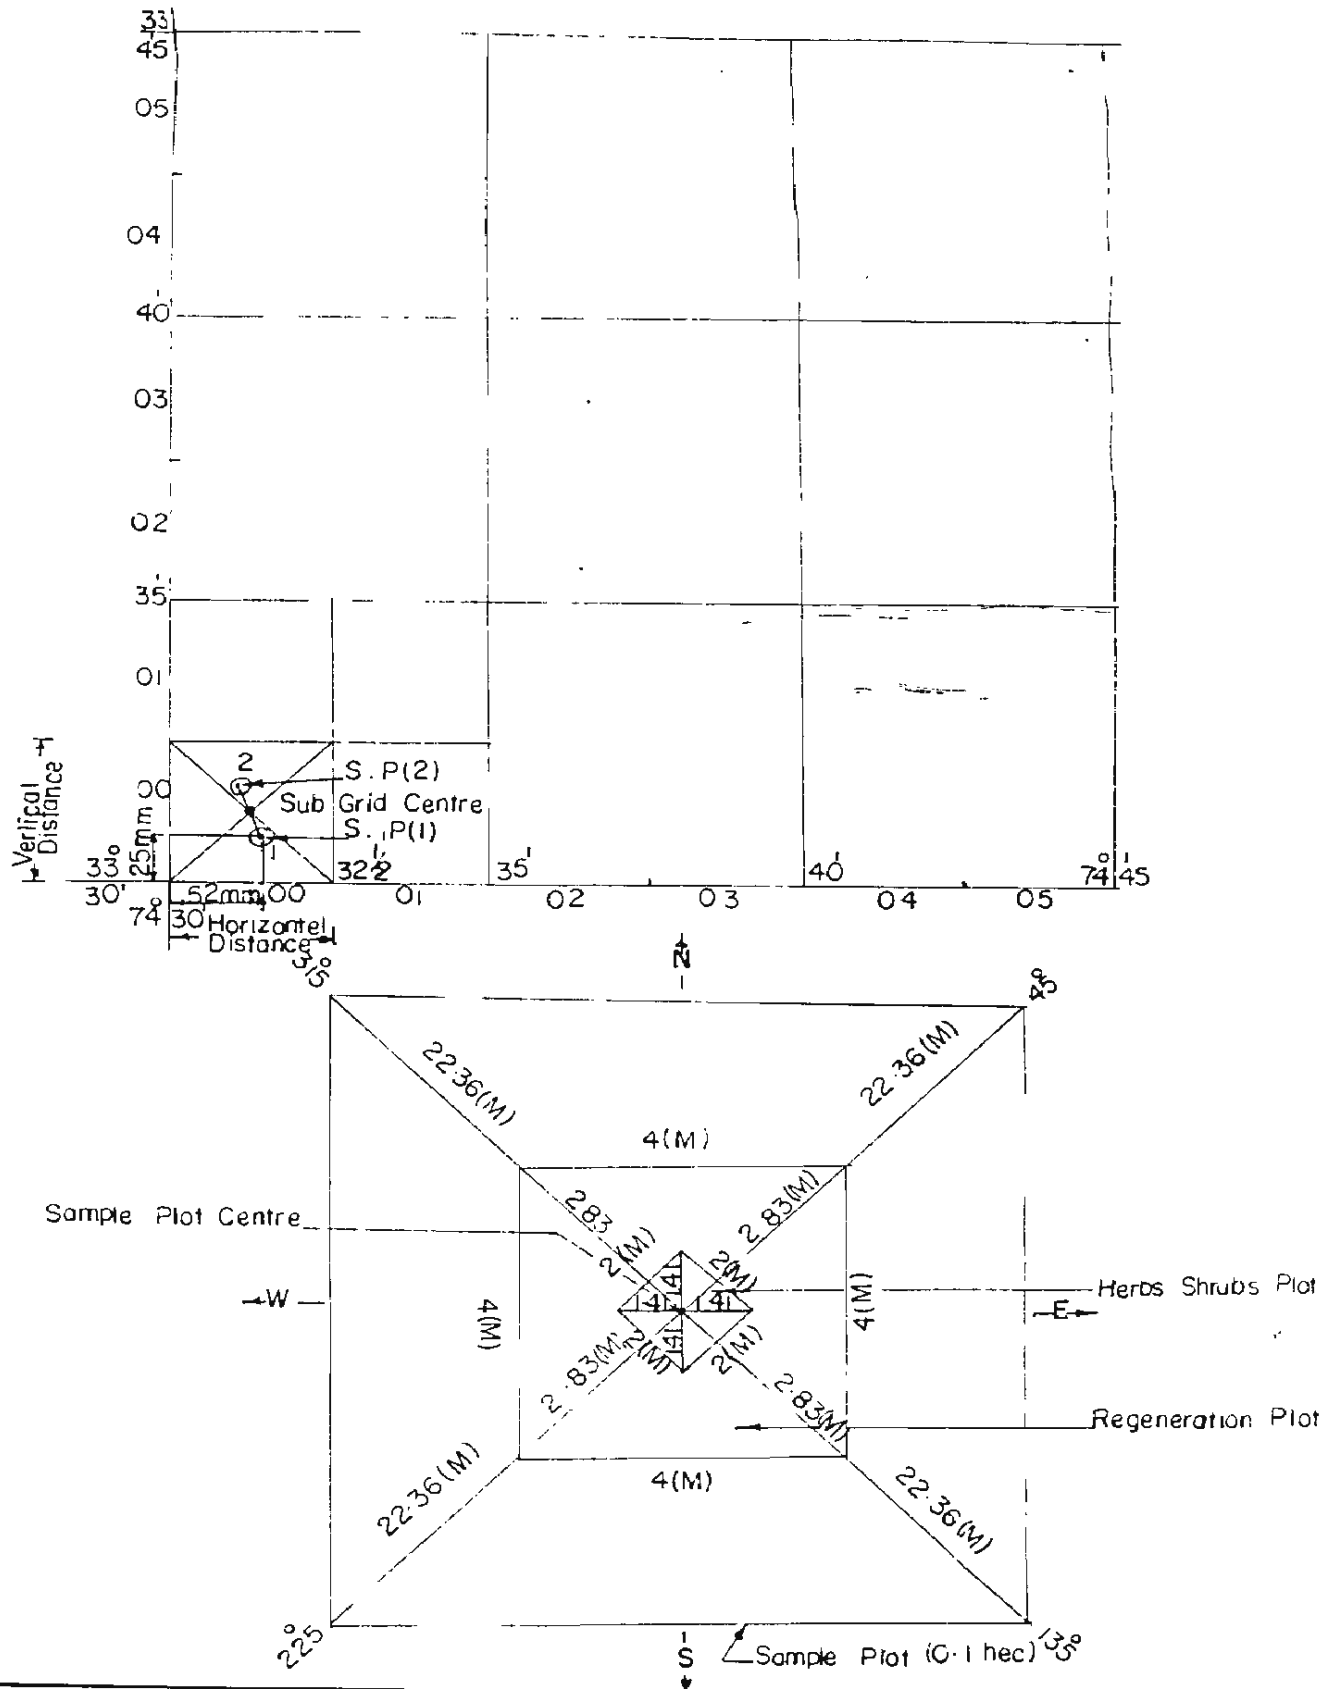 33
45'
05
04
40'
03
02
35'
01
2
S.P(2)
00
Sub Grid Centre
S.P(1)
1
Vertical
Distance
25mm
33°
30'
32½'
35'
40'
74° 45'
52mm
00
01
02
03
04
05
74° 30'
Horizontel
Distance
315°
N
45°
22.36(M)
22.36(M)
4(M)
2.83(M)
2.83(M)
Sample Plot Centre
2(M)
2(M)
1.41
1.41
1.41
1.41
Herbs Shrubs Plot
W
E
4(M)
4(M)
2(M)
2(M)
2.83(M)
2.83(M)
Regeneration Plot
4(M)
22.36(M)
22.36(M)
225°
S
Sample Plot (0.1 hec)
135°